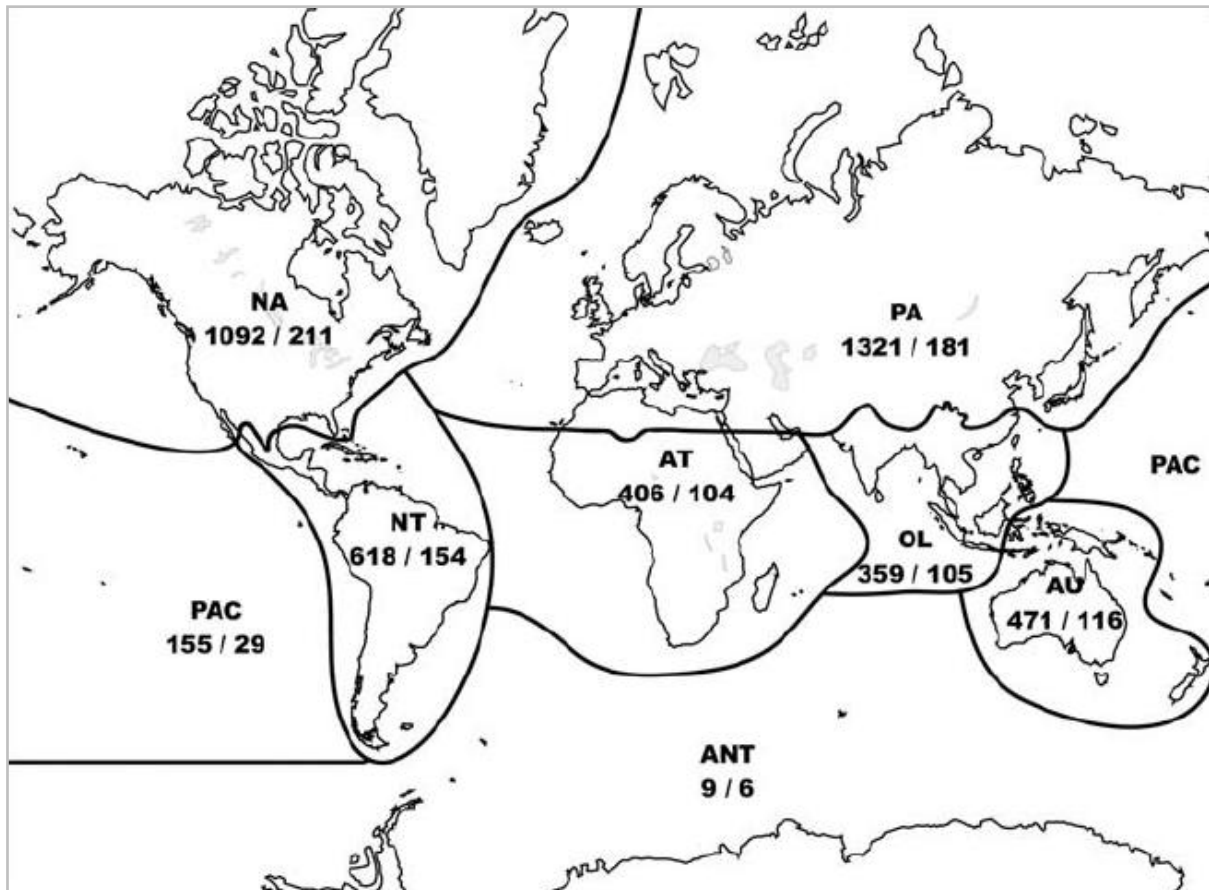 NA
1092 / 211
PA
1321 / 181
AT
406 / 104
PAC
NT
618 / 154
OL
359 / 105
AU
471 / 116
PAC
155 / 29
ANT
9 / 6